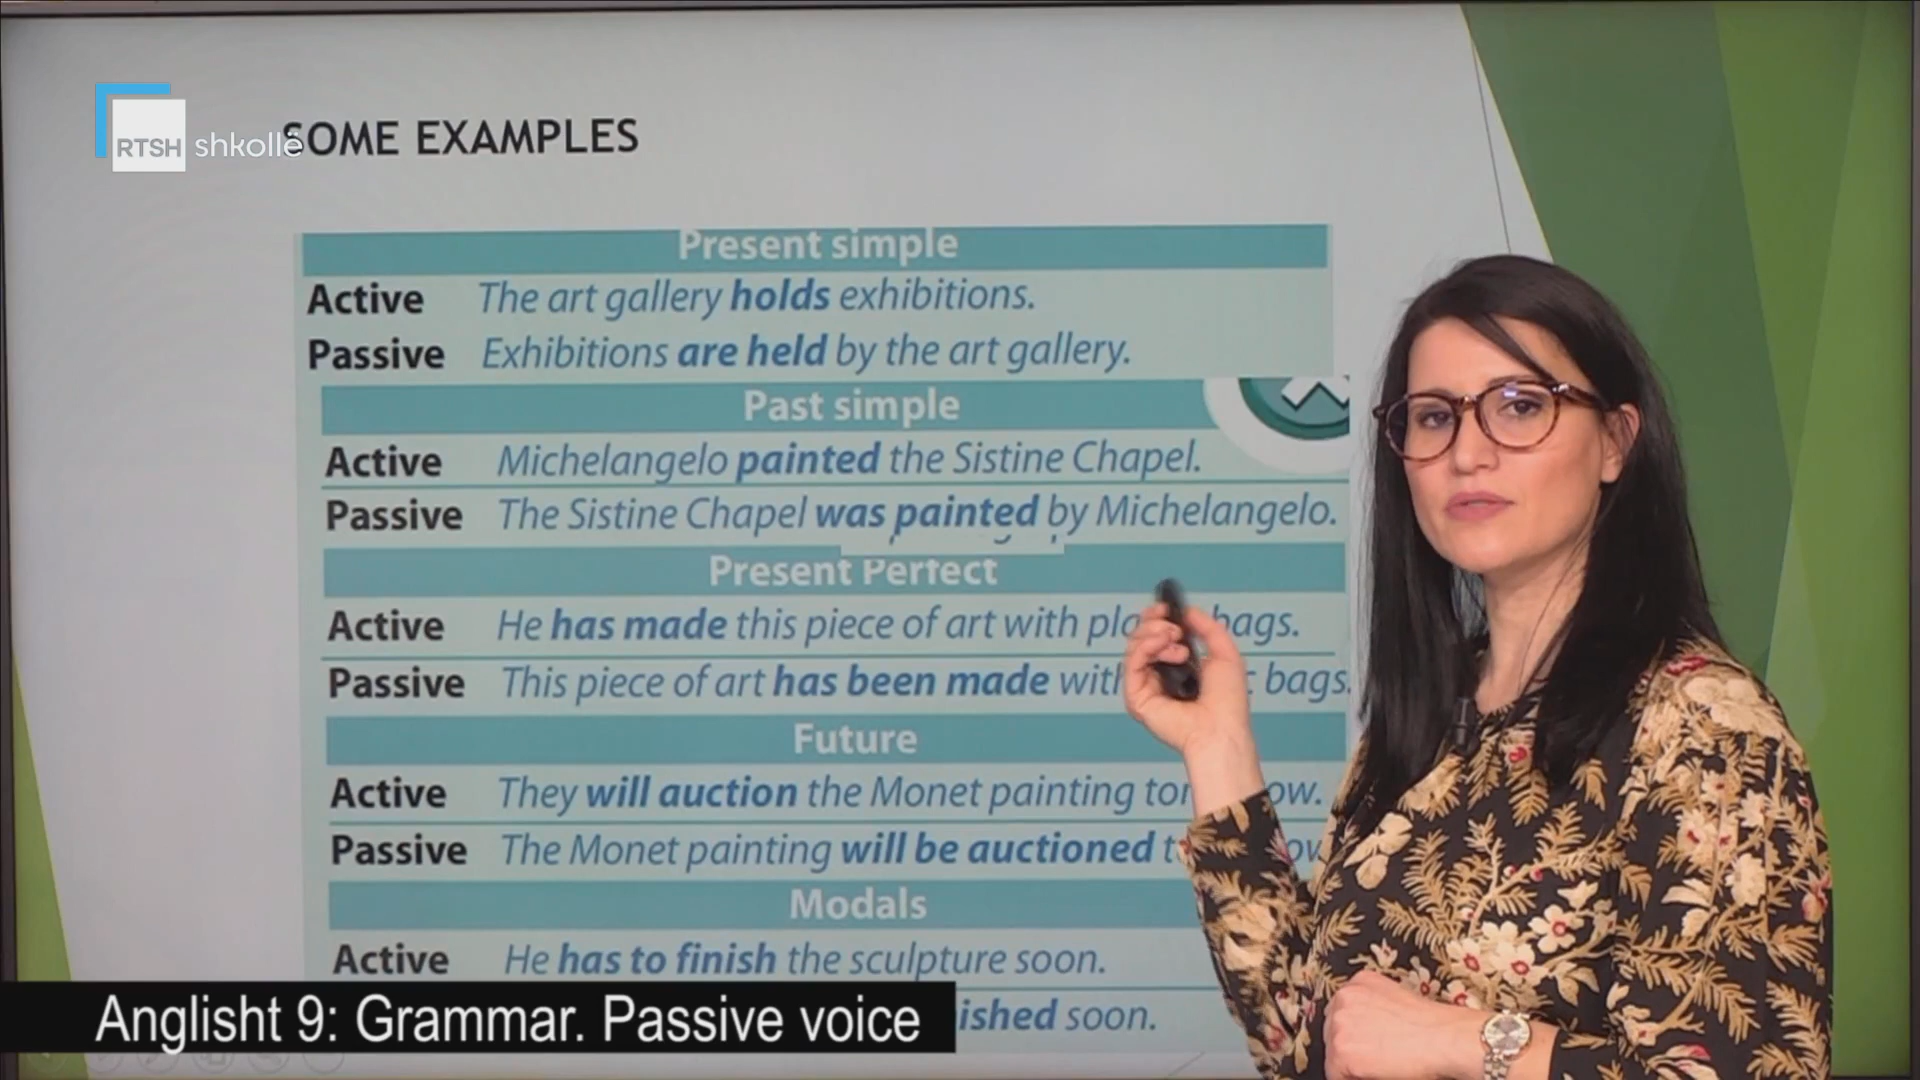 RTSH shkollë
SOME EXAMPLES
Present simple
Active The art gallery holds exhibitions.
Passive Exhibitions are held by the art gallery.
Past simple
Active Michelangelo painted the Sistine Chapel.
Passive The Sistine Chapel was painted by Michelangelo.
Present Perfect
Active He has made this piece of art with bags.
Passive This piece of art has been made bags.
Future
Active They will auction the Monet painting
Passive The Monet painting will be auctioned
Modals
Active He has to finish the sculpture soon.
soon.
Anglisht 9: Grammar. Passive voice